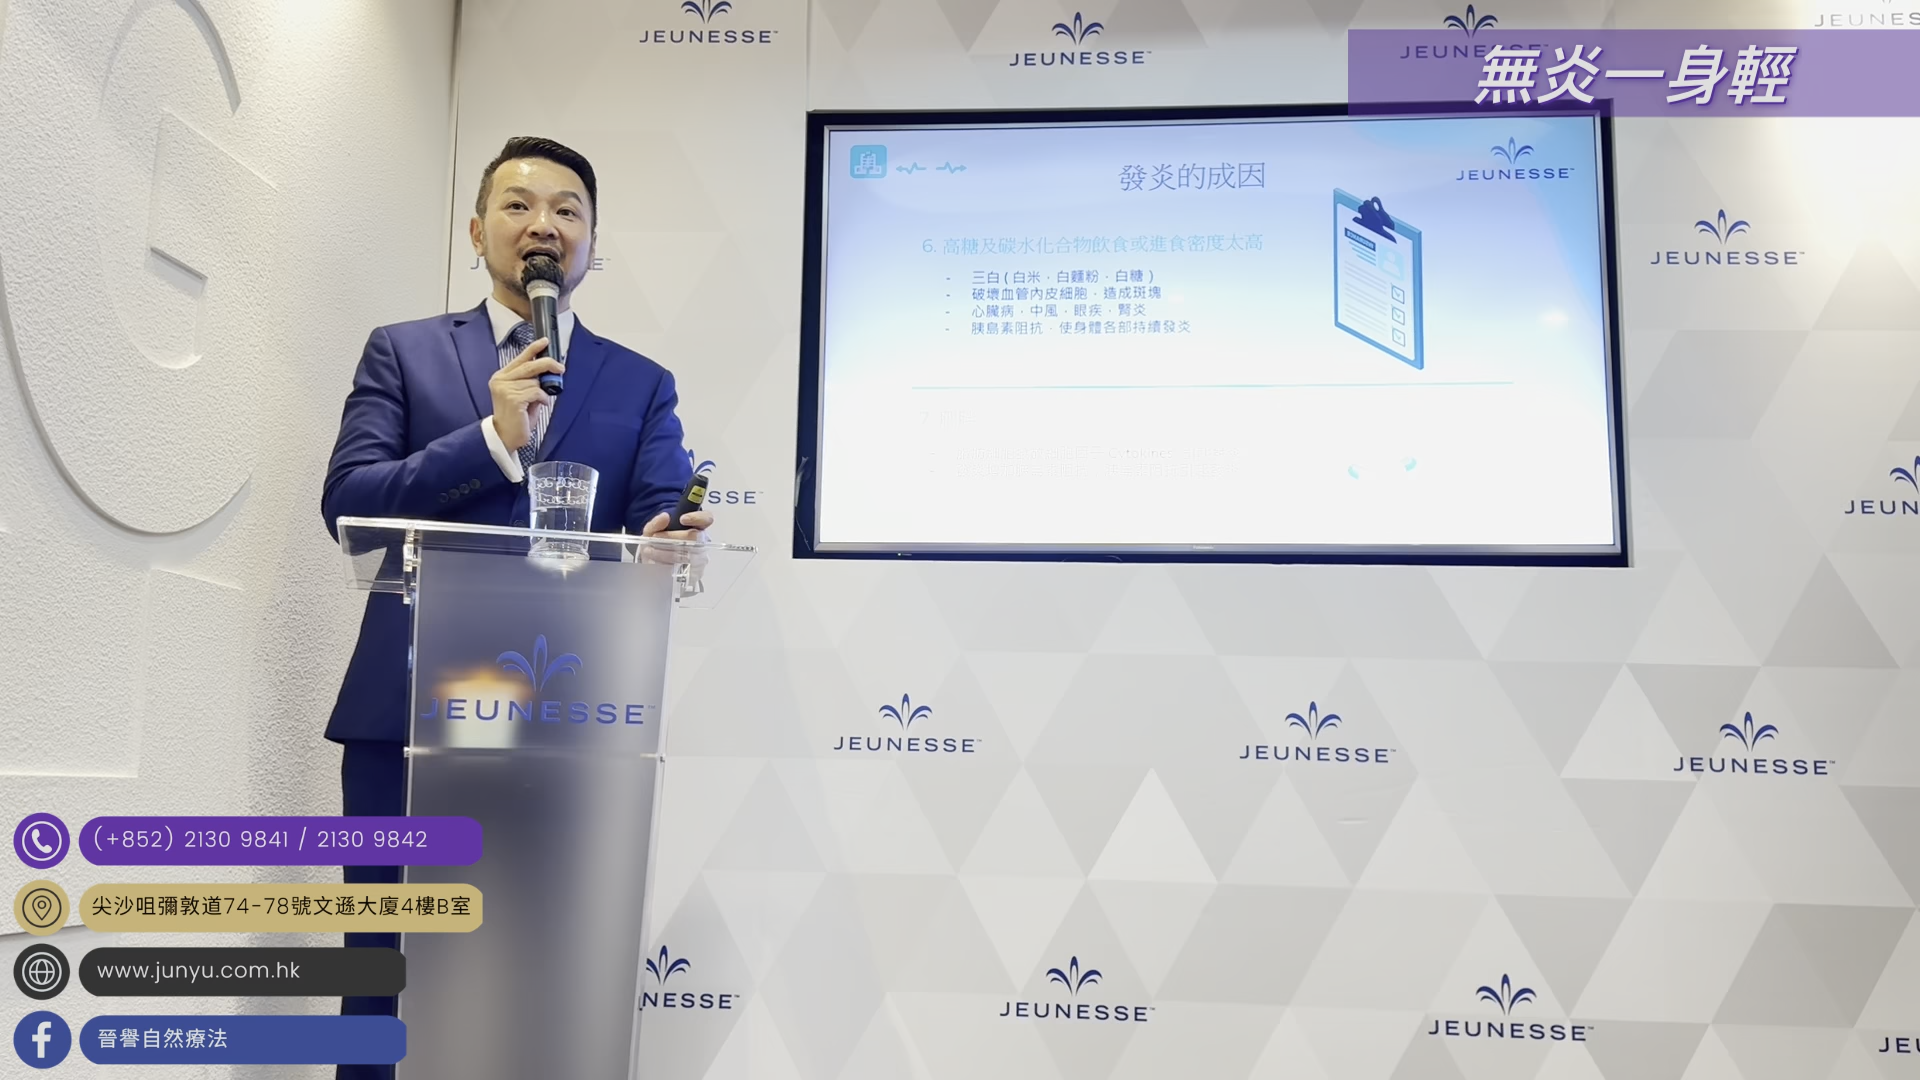 JEUNESSE
JEUNESSE
JEUNESSE
無炎一身輕
發炎的成因
JEUNESSE
6. 高糖及碳水化合物飲食或進食密度太高
- 三白 ( 白米，白麵粉，白糖 )
- 破壞血管內皮細胞，造成斑塊
- 心臟病，中風，眼疾，腎炎
- 胰島素阻抗，使身體各部持續發炎
Cytokines
JEUNESSE
JEUNESSE
JEUNESSE
JEUNESSE
JEUNESSE
(+852) 2130 9841 / 2130 9842
尖沙咀彌敦道74-78號文遜大廈4樓B室
www.junyu.com.hk
晉譽自然療法
JEUNESSE
JEUNESSE